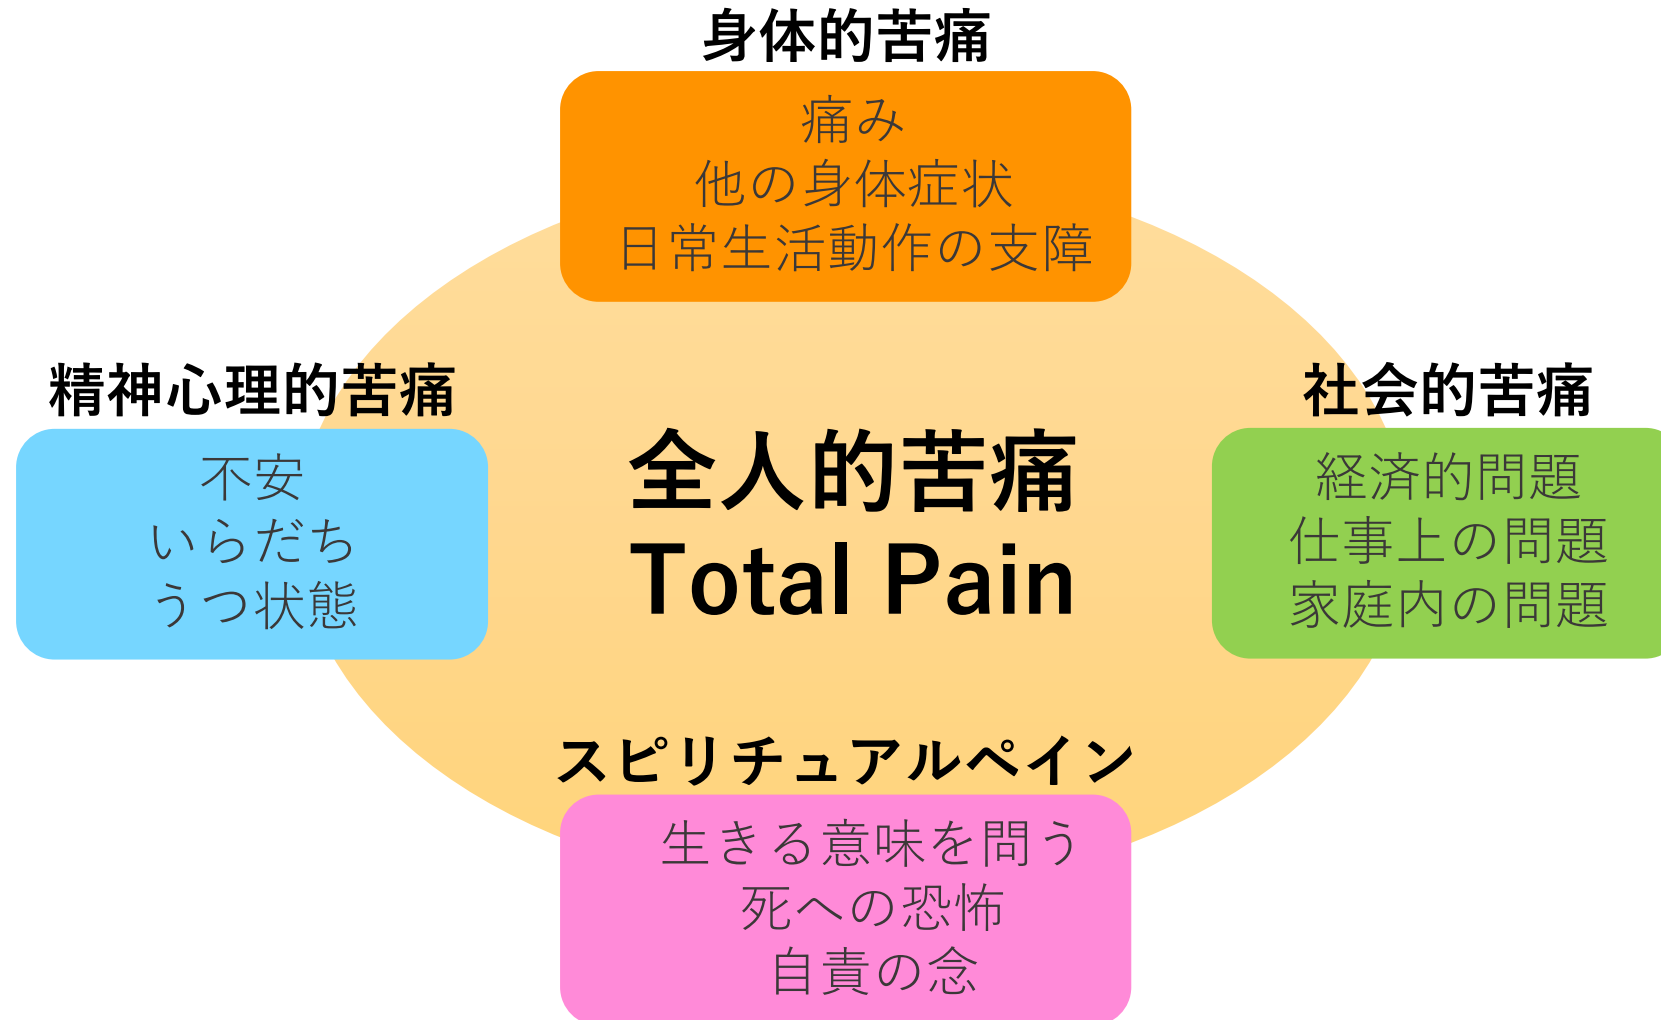 身体的苦痛
痛み
他の身体症状
日常生活動作の支障
精神心理的苦痛
不安
いらだち
うつ状態
全人的苦痛
Total Pain
社会的苦痛
経済的問題
仕事上の問題
家庭内の問題
スピリチュアルペイン
生きる意味を問う
死への恐怖
自責の念